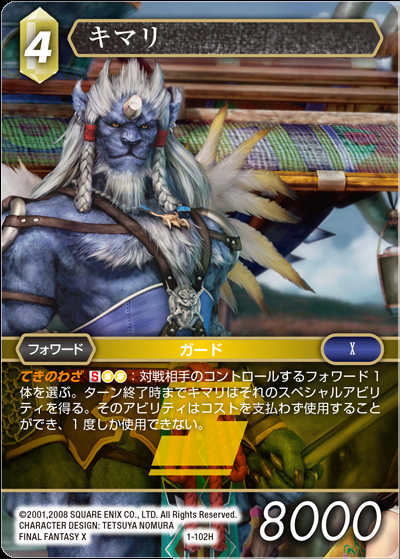 4
キマリ
フォワード
ガード
X
てきのわざ S土土:対戦相手のコントロールするフォワード1
体を選ぶ。ターン終了時までキマリはそれのスペシャルアビリ
ティを得る。そのアビリティはコストを支払わず使用すること
ができ、1度しか使用できない。
©2001,2008 SQUARE ENIX CO., LTD. All Rights Reserved.
CHARACTER DESIGN: TETSUYA NOMURA
FINAL FANTASY X
1-102H
8000